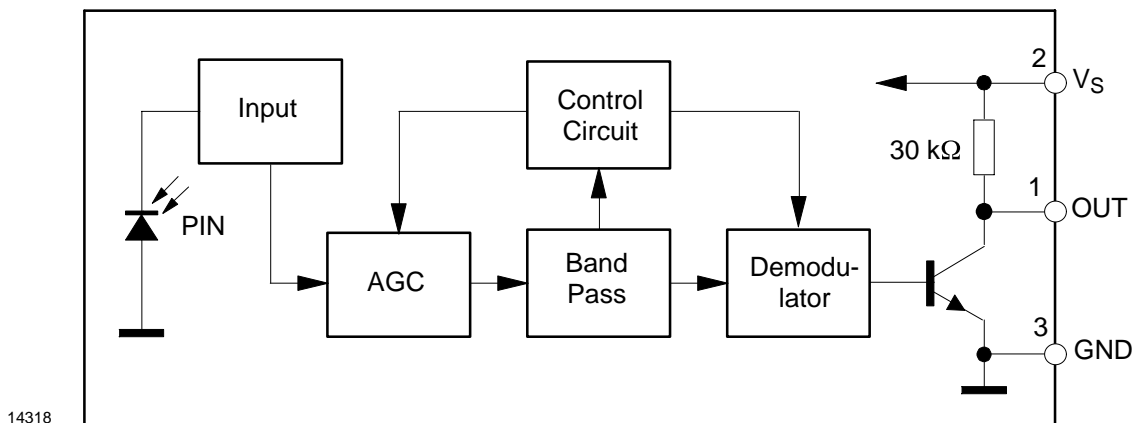 Input
PIN
AGC
Control
Circuit
Band
Pass
Demodu-
lator
30 kΩ
2
VS
1
OUT
3
GND
14318